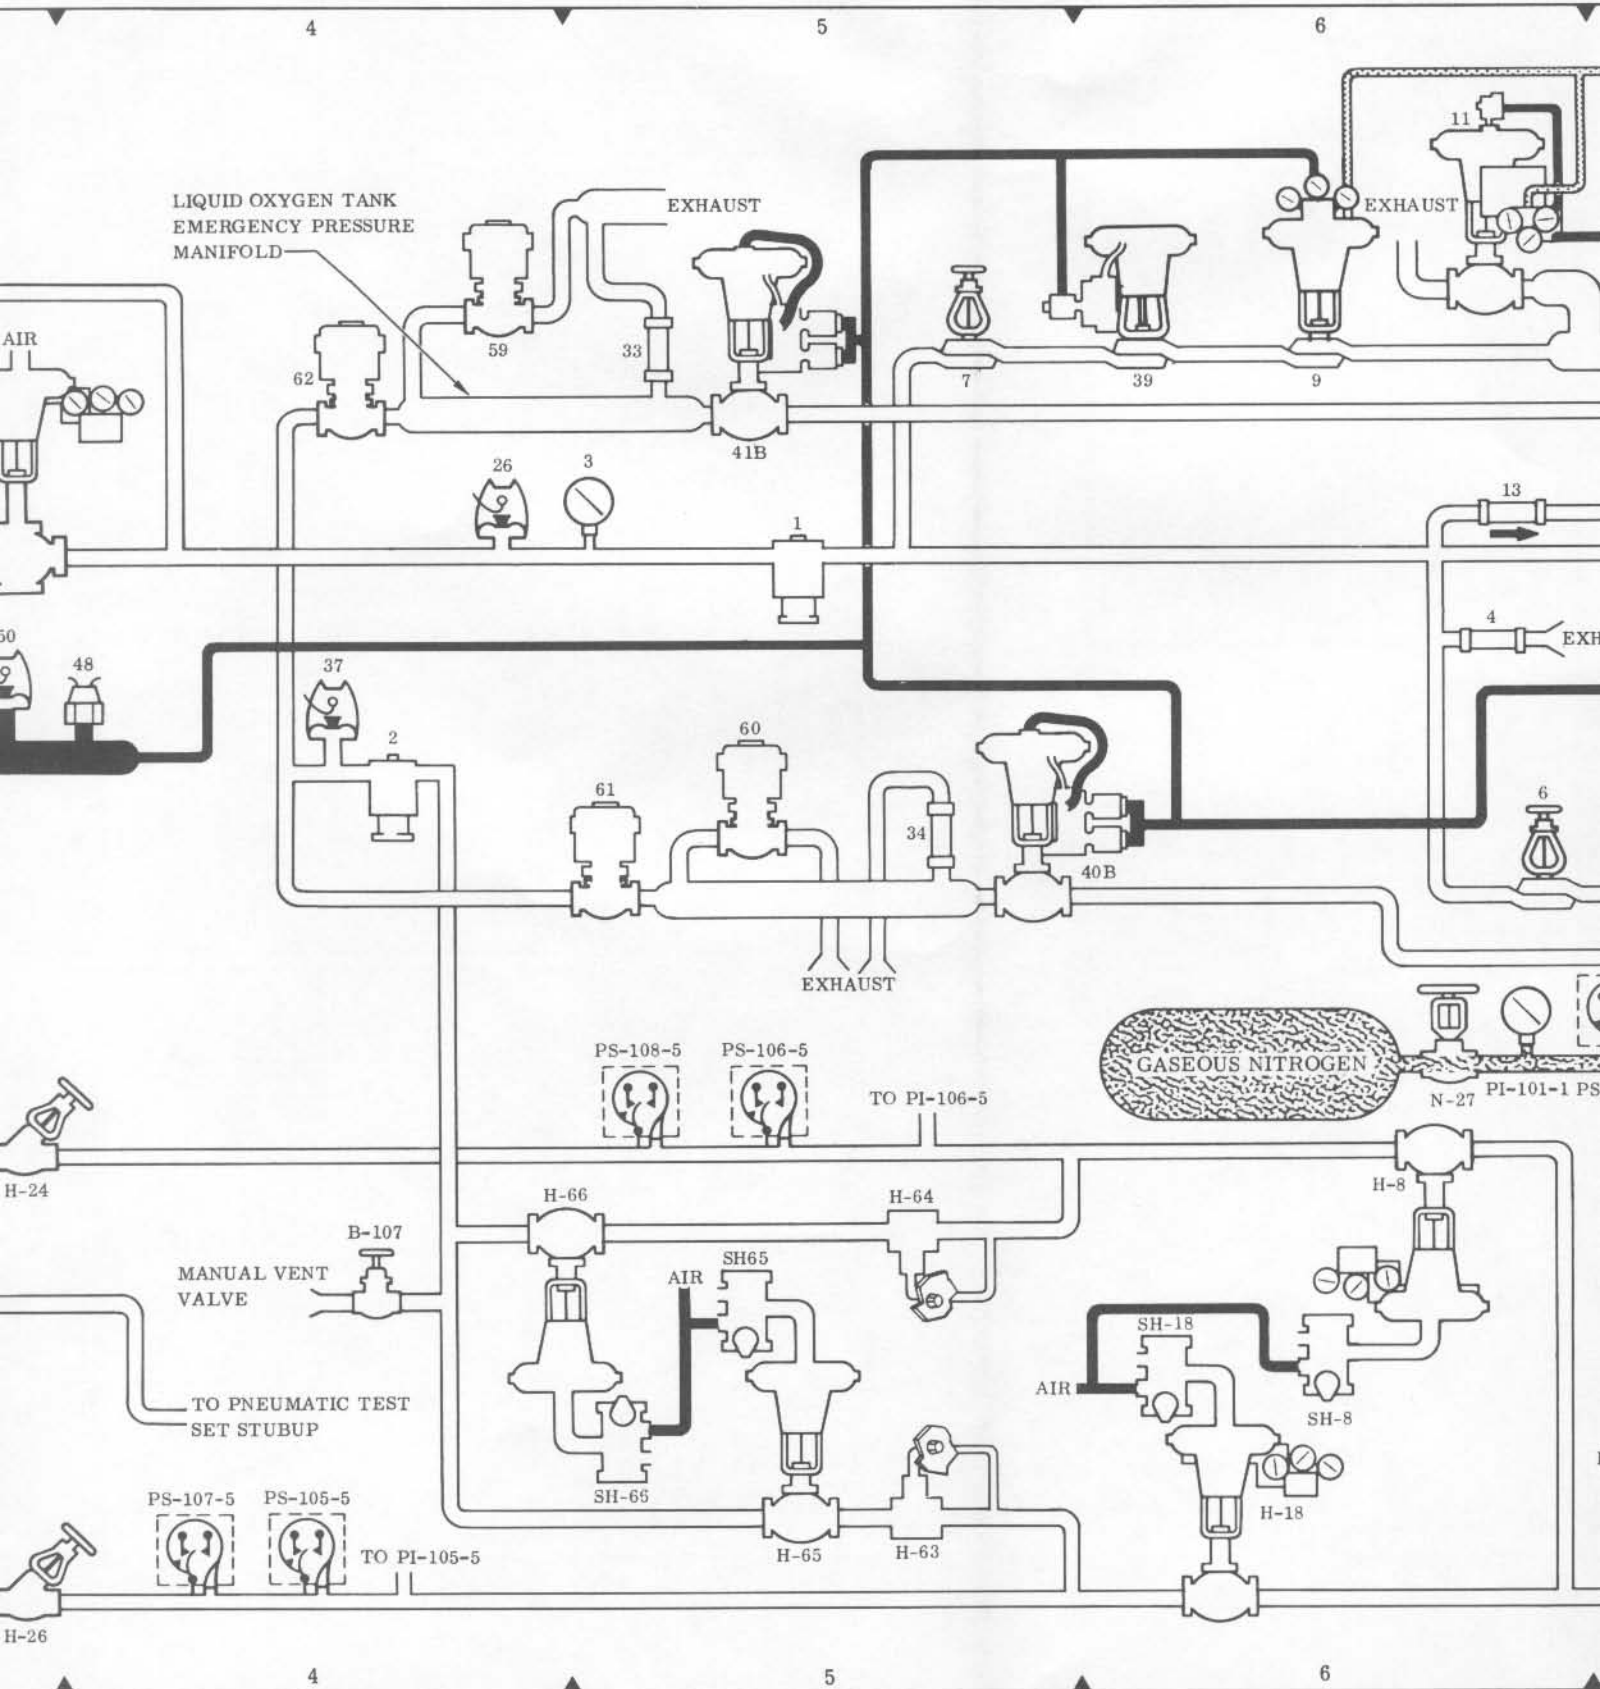 4
5
6
11
LIQUID OXYGEN TANK
EMERGENCY PRESSURE
MANIFOLD
EXHAUST
EXHAUST
AIR
59
33
62
7
39
9
41B
26
3
1
13
4
EXH
50
48
37
2
60
61
34
40B
6
EXHAUST
PS-108-5
PS-106-5
TO PI-106-5
GASEOUS NITROGEN
N-27
PI-101-1 PS
H-24
H-66
H-64
H-8
B-107
MANUAL VENT
VALVE
AIR
SH65
SH-18
AIR
SH-8
TO PNEUMATIC TEST
SET STUBUP
SH-66
H-18
PS-107-5
PS-105-5
TO PI-105-5
H-65
H-63
H-26
4
5
6